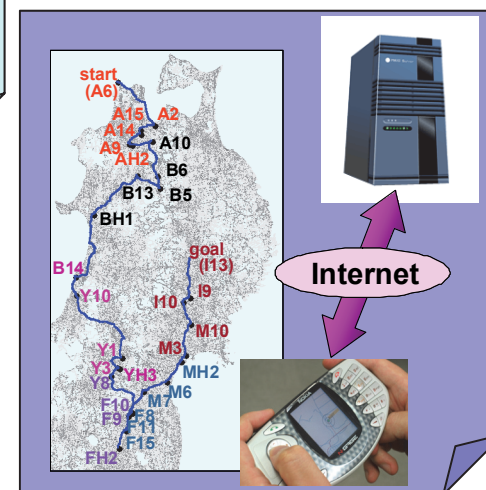 start
(A6)
A15
A2
A14
A9
A10
AH2
B6
B13
B5
BH1
goal
(I13)
B14
Y10
I9
I10
M10
Y1
M3
Y3
YH3
MH2
Y8
M6
M7
F10
F8
F9
F11
F15
FH2
Internet